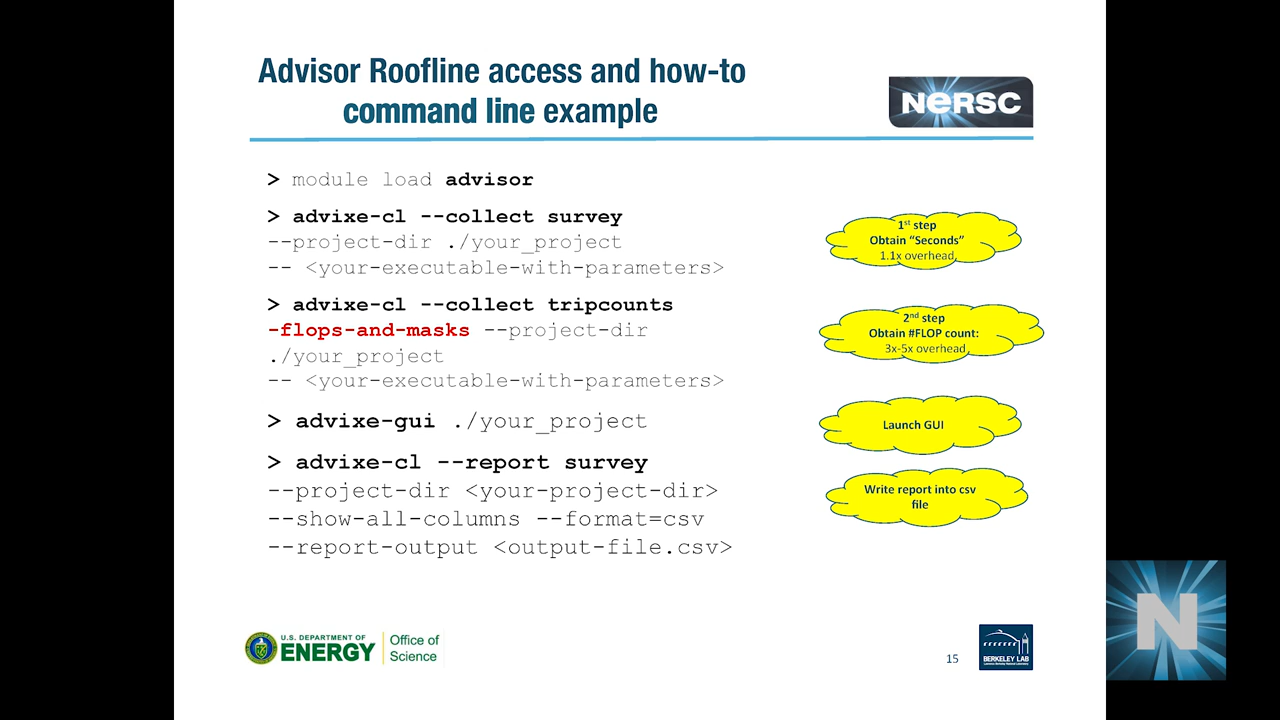 Advisor Roofline access and how-to
command line example
NERSC
> module load advisor
> advixe-cl --collect survey
--project-dir ./your_project
-- <your-executable-with-parameters>
1st step
Obtain “Seconds”
1.1x overhead
> advixe-cl --collect tripcounts
-flops-and-masks --project-dir
./your_project
-- <your-executable-with-parameters>
2nd step
Obtain #FLOP count:
3x-5x overhead
> advixe-gui ./your_project
Launch GUI
> advixe-cl --report survey
--project-dir <your-project-dir>
--show-all-columns --format=csv
--report-output <output-file.csv>
Write report into csv
file
U.S. DEPARTMENT OF
ENERGY
Office of
Science
15
BERKELEY LAB
N